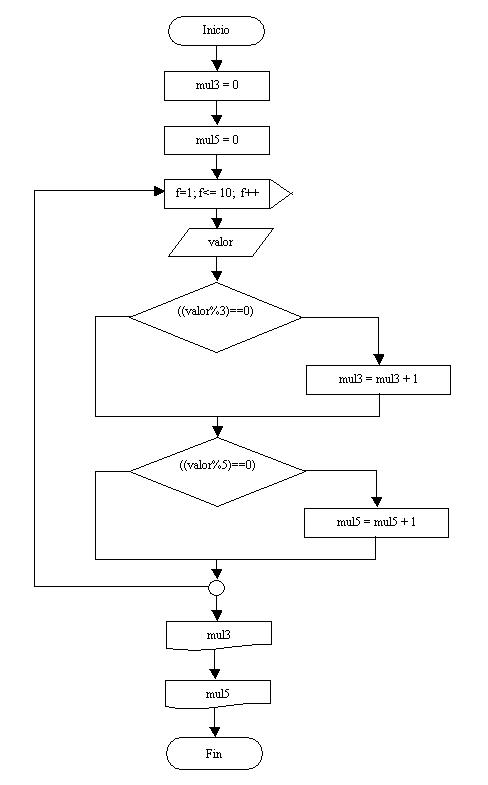 Inicio
mul3 = 0
mul5 = 0
f=1; f<= 10; f++
valor
((valor%3)==0)
mul3 = mul3 + 1
((valor%5)==0)
mul5 = mul5 + 1
mul3
mul5
Fin